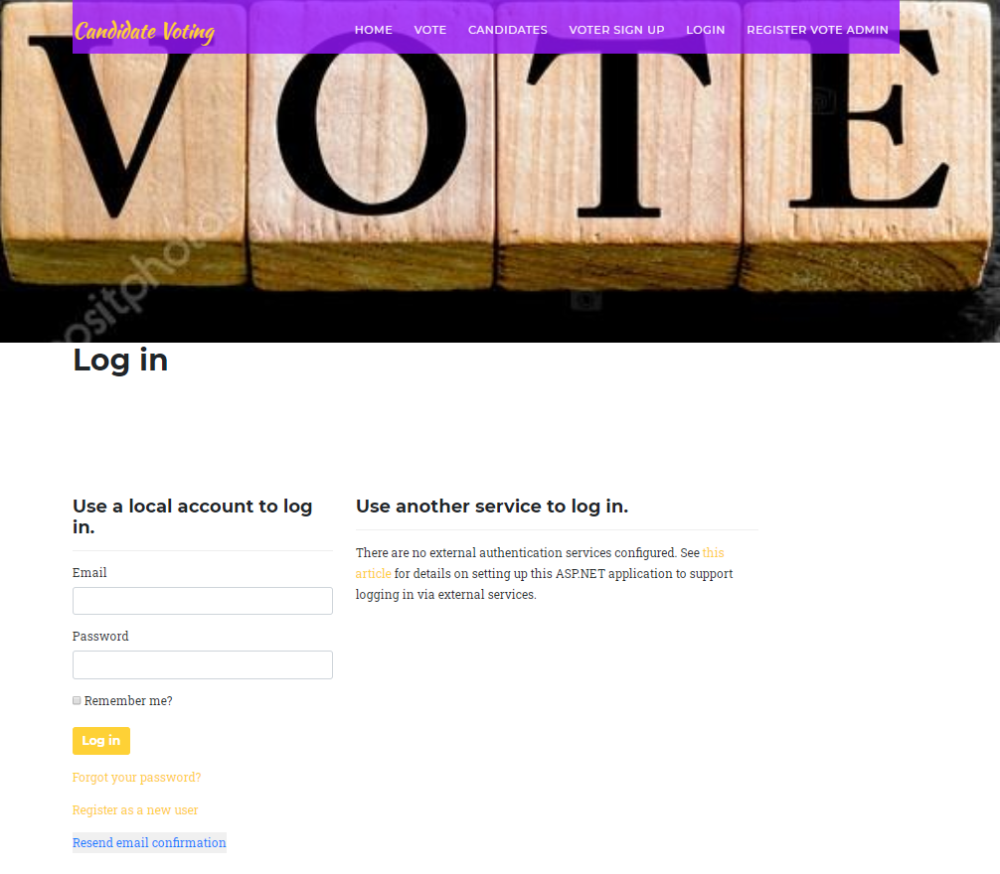 Candidate Voting
HOME VOTE CANDIDATES VOTER SIGN UP LOGIN REGISTER VOTE ADMIN
VOTE
ositphotos
Log in
Use a local account to log
in.
Email
Password
Remember me?
Log in
Forgot your password?
Register as a new user
Resend email confirmation
Use another service to log in.
There are no external authentication services configured. See this
article for details on setting up this ASP.NET application to support
logging in via external services.